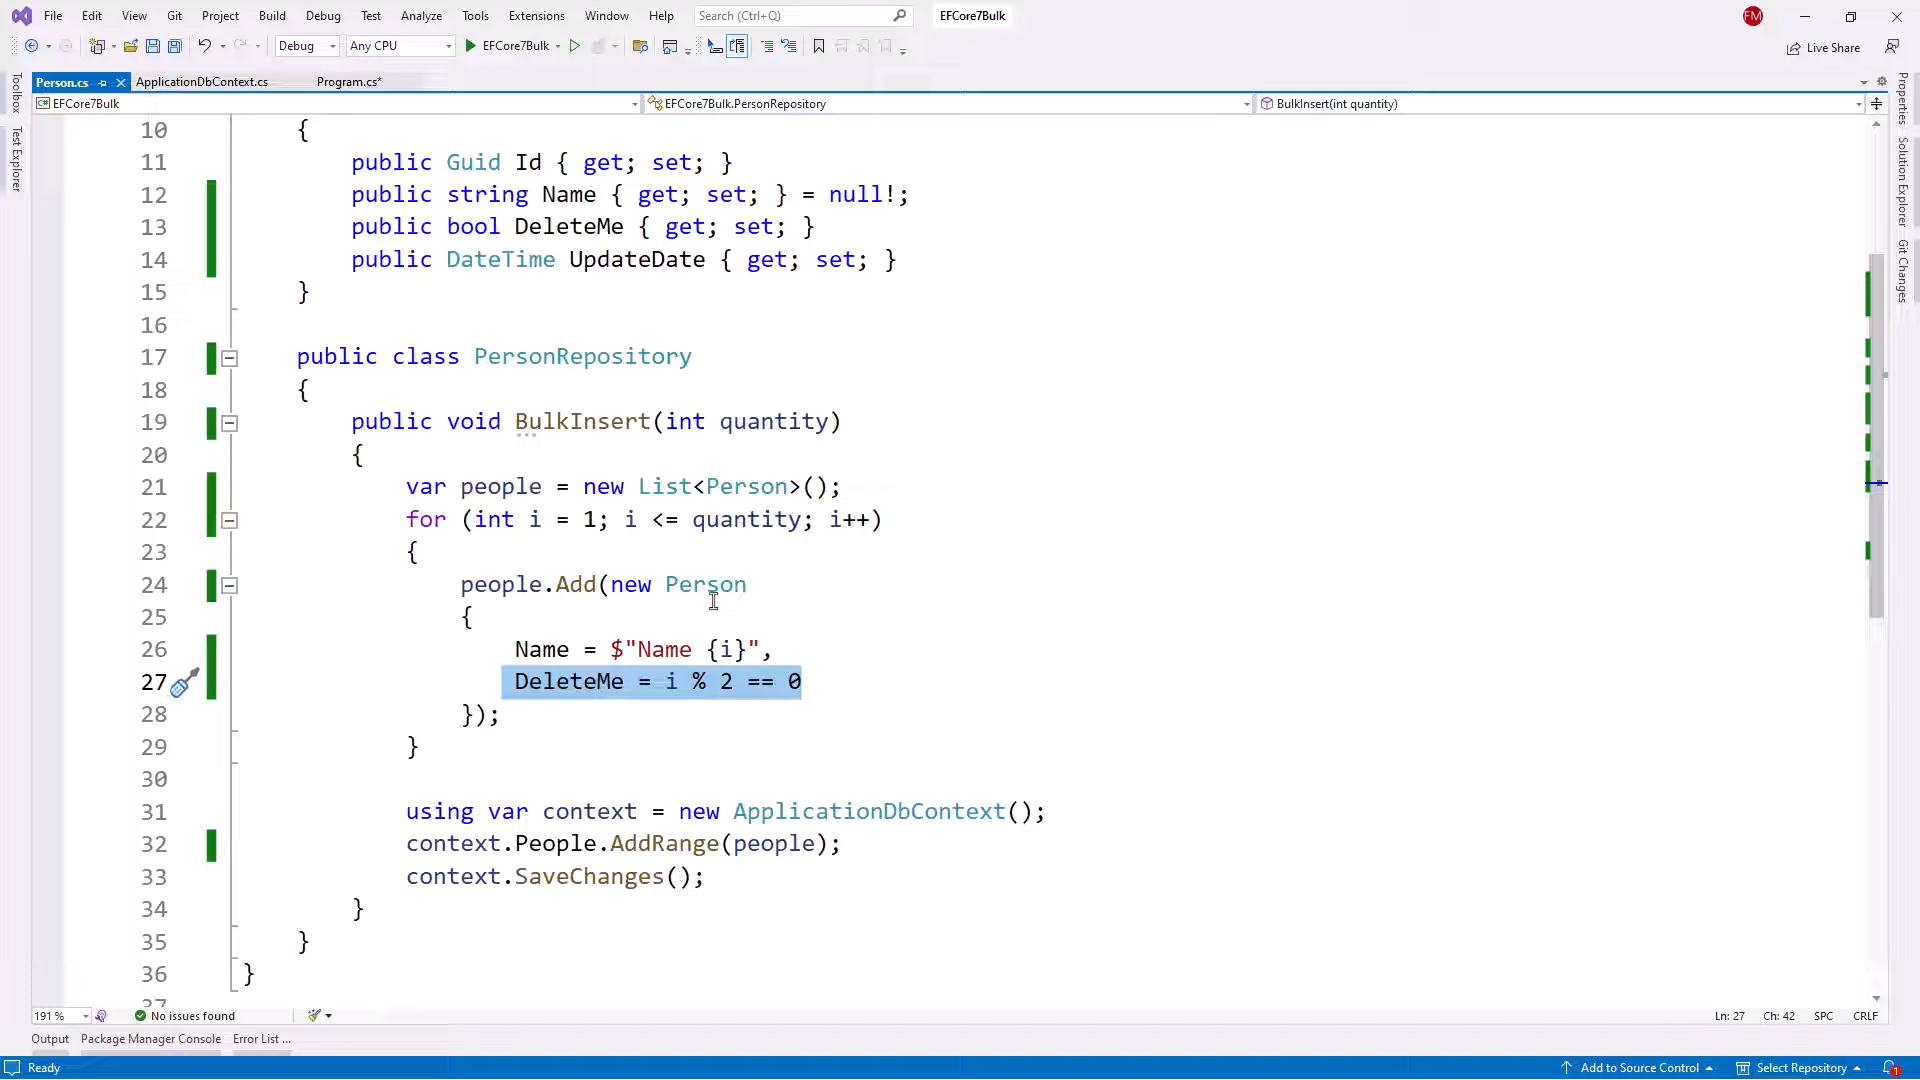 File Edit View Git Project Build Debug Test Analyze Tools Extensions Window Help Search (Ctrl+Q) EFCore7Bulk FM
Debug Any CPU EFCore7Bulk Live Share
Person.cs ApplicationDbContext.cs Program.cs*
EFCore7Bulk EFCore7Bulk.PersonRepository BulkInsert(int quantity)
Toolbox
Test Explorer
Properties
Solution Explorer
Git Changes
10 {
11 public Guid Id { get; set; }
12 public string Name { get; set; } = null!;
13 public bool DeleteMe { get; set; }
14 public DateTime UpdateDate { get; set; }
15 }
16
17 public class PersonRepository
18 {
19 public void BulkInsert(int quantity)
20 {
21 var people = new List<Person>();
22 for (int i = 1; i <= quantity; i++)
23 {
24 people.Add(new Person
25 {
26 Name = $"Name {i}",
27 DeleteMe = i % 2 == 0
28 });
29 }
30
31 using var context = new ApplicationDbContext();
32 context.People.AddRange(people);
33 context.SaveChanges();
34 }
35 }
36 }
37
191 % No issues found Ln: 27 Ch: 42 SPC CRLF
Output Package Manager Console Error List ...
Ready Add to Source Control Select Repository 1